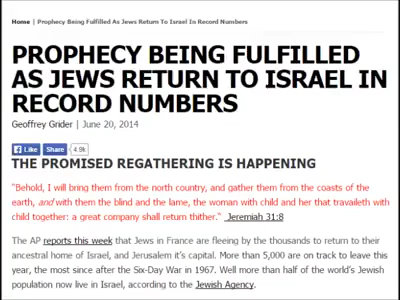 Home | Prophecy Being Fulfilled As Jews Return To Israel In Record Numbers
PROPHECY BEING FULFILLED
AS JEWS RETURN TO ISRAEL IN
RECORD NUMBERS
Geoffrey Grider | June 20, 2014
Like Share 4.9k
THE PROMISED REGATHERING IS HAPPENING
"Behold, I will bring them from the north country, and gather them from the coasts of the
earth, and with them the blind and the lame, the woman with child and her that travaileth with
child together: a great company shall return thither." Jeremiah 31:8
The AP reports this week that Jews in France are fleeing by the thousands to return to their
ancestral home of Israel, and Jerusalem it's capital. More than 5,000 are on track to leave this
year, the most since after the Six-Day War in 1967. Well more than half of the world's Jewish
population now live in Israel, according to the Jewish Agency.